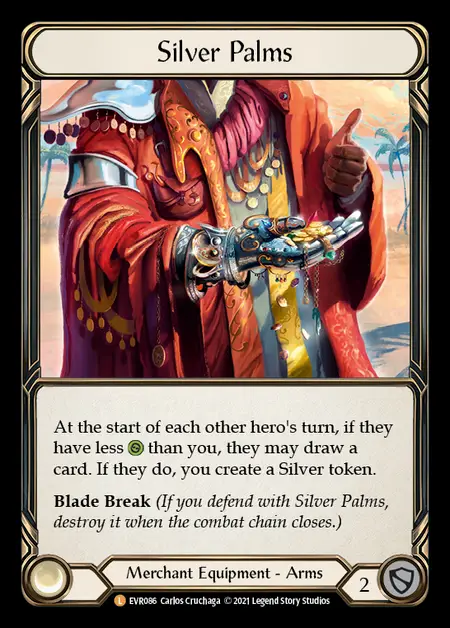 Silver Palms
At the start of each other hero's turn, if they
have less than you, they may draw a
card. If they do, you create a Silver token.
Blade Break (If you defend with Silver Palms,
destroy it when the combat chain closes.)
Merchant Equipment - Arms
2
L EVR086 Carlos Cruchaga © 2021 Legend Story Studios